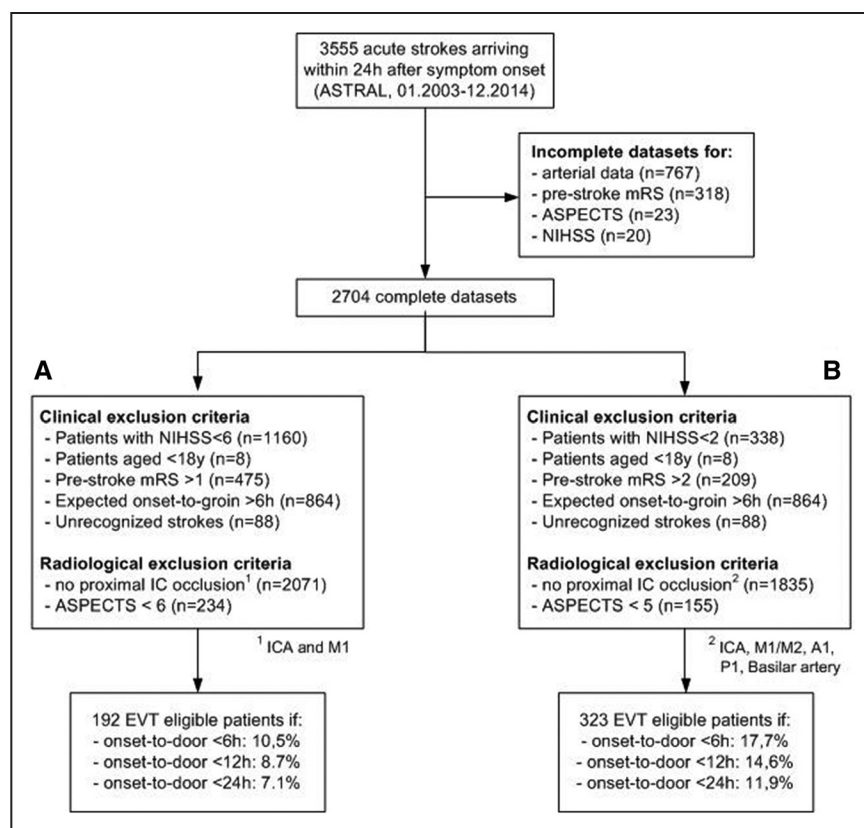 3555 acute strokes arriving
within 24h after symptom onset
(ASTRAL, 01.2003-12.2014)
Incomplete datasets for:
- arterial data (n=767)
- pre-stroke mRS (n=318)
- ASPECTS (n=23)
- NIHSS (n=20)
2704 complete datasets
A
Clinical exclusion criteria
- Patients with NIHSS<6 (n=1160)
- Patients aged <18y (n=8)
- Pre-stroke mRS >1 (n=475)
- Expected onset-to-groin >6h (n=864)
- Unrecognized strokes (n=88)
Radiological exclusion criteria
- no proximal IC occlusion¹ (n=2071)
- ASPECTS < 6 (n=234)
¹ ICA and M1
192 EVT eligible patients if:
- onset-to-door <6h: 10,5%
- onset-to-door <12h: 8.7%
- onset-to-door <24h: 7.1%
B
Clinical exclusion criteria
- Patients with NIHSS<2 (n=338)
- Patients aged <18y (n=8)
- Pre-stroke mRS >2 (n=209)
- Expected onset-to-groin >6h (n=864)
- Unrecognized strokes (n=88)
Radiological exclusion criteria
- no proximal IC occlusion² (n=1835)
- ASPECTS < 5 (n=155)
² ICA, M1/M2, A1,
P1, Basilar artery
323 EVT eligible patients if:
- onset-to-door <6h: 17,7%
- onset-to-door <12h: 14,6%
- onset-to-door <24h: 11,9%